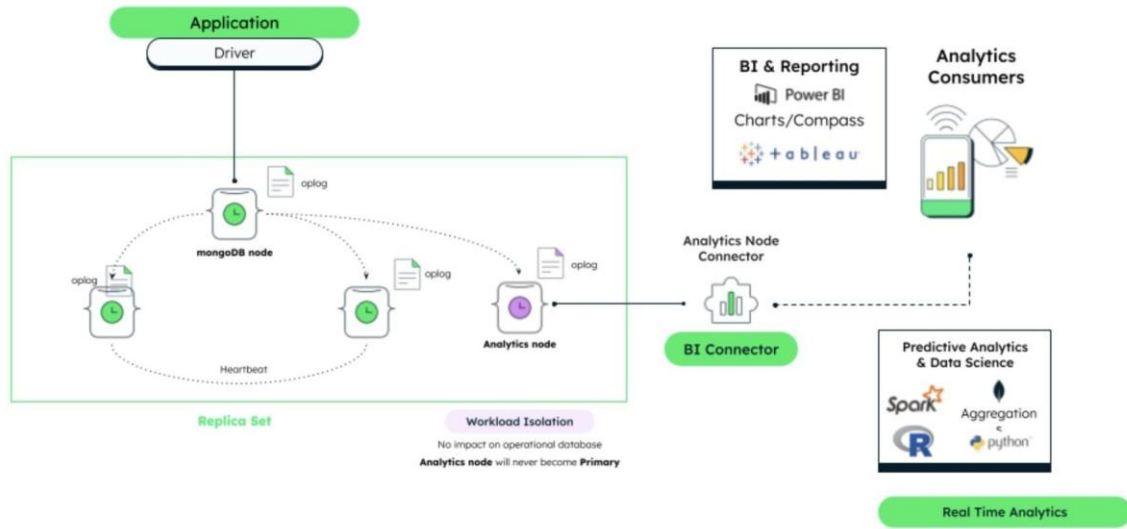 Application
Driver
oplog
mongoDB node
oplog
oplog
oplog
Analytics node
Heartbeat
Replica Set
Workload Isolation
No impact on operational database
Analytics node will never become Primary
BI & Reporting
Power BI
Charts/Compass
+ableau
Analytics
Consumers
Analytics Node
Connector
BI Connector
Predictive Analytics
& Data Science
Spark
Aggregation
s
R
python
Real Time Analytics